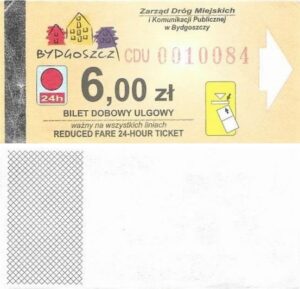 Zarząd Dróg Miejskich
i Komunikacji Publicznej
w Bydgoszczy
BYDGOSZCZ
CDU 0010084
24h
6,00 zł
BILET DOBOWY ULGOWY
ważny na wszystkich liniach
REDUCED FARE 24-HOUR TICKET